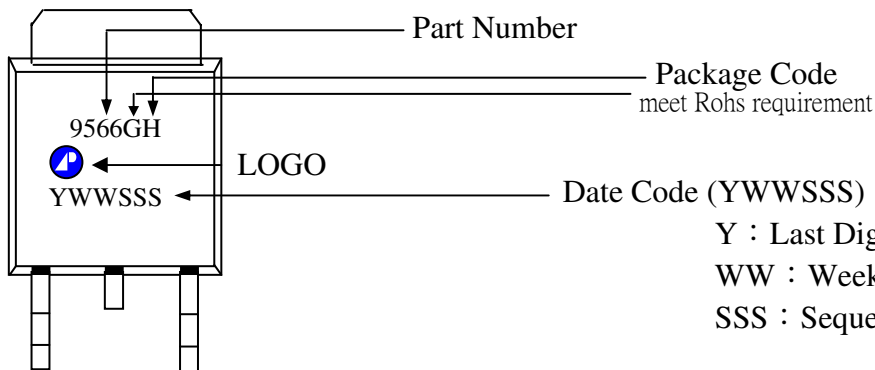 Part Number
Package Code
meet Rohs requirement
9566GH
LOGO
YWWSSS
Date Code (YWWSSS)
Y：Last Dig
WW：Week
SSS：Seque